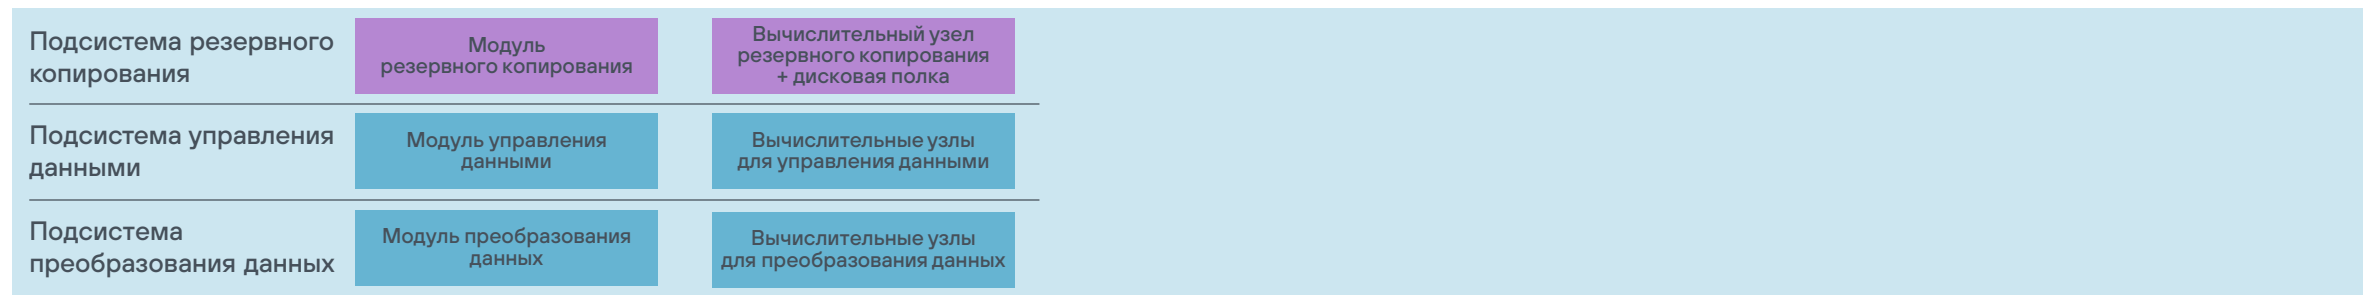 Подсистема резервного
копирования
Модуль
резервного копирования
Вычислительный узел
резервного копирования
+ дисковая полка
Подсистема управления
данными
Модуль управления
данными
Вычислительные узлы
для управления данными
Подсистема
преобразования данных
Модуль преобразования
данных
Вычислительные узлы
для преобразования данных